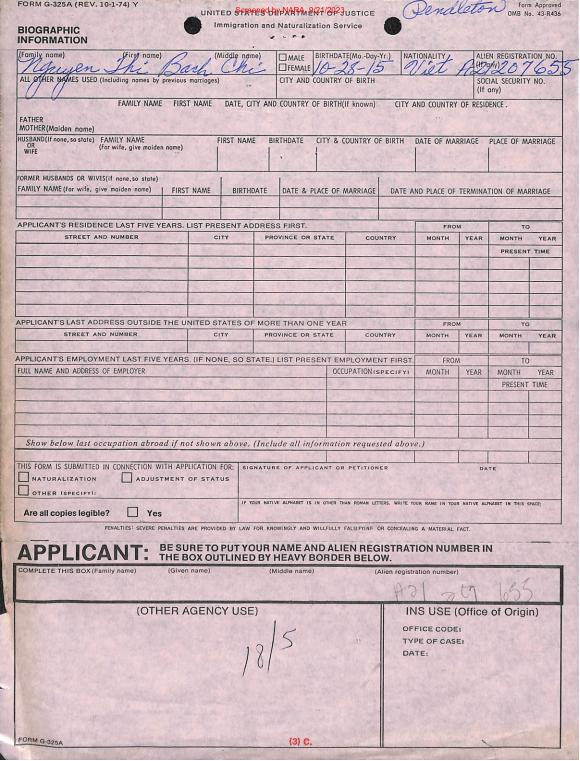 FORM G-325A (REV. 10-1-74) Y
Pendleton
Form Approved
OMB No. 43-R436
UNITED STATES DEPARTMENT OF JUSTICE
Screened by NARA, 9/21/2023
Immigration and Naturalization Service
BIOGRAPHIC
INFORMATION
(Family name) (First name) (Middle name) MALE FEMALE BIRTHDATE(Mo.-Day-Yr.) NATIONALITY ALIEN REGISTRATION NO. (If any)
Nguyen Thi Bach Chi 10-28-15 Viet A21207655
ALL OTHER NAMES USED (Including names by previous marriages) CITY AND COUNTRY OF BIRTH SOCIAL SECURITY NO. (If any)
FAMILY NAME FIRST NAME DATE, CITY AND COUNTRY OF BIRTH(If known) CITY AND COUNTRY OF RESIDENCE.
FATHER
MOTHER(Maiden name)
HUSBAND(If none, so state) OR WIFE FAMILY NAME (For wife, give maiden name) FIRST NAME BIRTHDATE CITY & COUNTRY OF BIRTH DATE OF MARRIAGE PLACE OF MARRIAGE
FORMER HUSBANDS OR WIVES(if none, so state)
FAMILY NAME (For wife, give maiden name) FIRST NAME BIRTHDATE DATE & PLACE OF MARRIAGE DATE AND PLACE OF TERMINATION OF MARRIAGE
APPLICANT'S RESIDENCE LAST FIVE YEARS. LIST PRESENT ADDRESS FIRST. FROM TO
STREET AND NUMBER CITY PROVINCE OR STATE COUNTRY MONTH YEAR MONTH YEAR
PRESENT TIME
APPLICANT'S LAST ADDRESS OUTSIDE THE UNITED STATES OF MORE THAN ONE YEAR FROM TO
STREET AND NUMBER CITY PROVINCE OR STATE COUNTRY MONTH YEAR MONTH YEAR
APPLICANT'S EMPLOYMENT LAST FIVE YEARS. (IF NONE, SO STATE.) LIST PRESENT EMPLOYMENT FIRST FROM TO
FULL NAME AND ADDRESS OF EMPLOYER OCCUPATION(SPECIFY) MONTH YEAR MONTH YEAR
PRESENT TIME
Show below last occupation abroad if not shown above. (Include all information requested above.)
THIS FORM IS SUBMITTED IN CONNECTION WITH APPLICATION FOR: SIGNATURE OF APPLICANT OR PETITIONER DATE
NATURALIZATION ADJUSTMENT OF STATUS
OTHER (SPECIFY):
IF YOUR NATIVE ALPHABET IS IN OTHER THAN ROMAN LETTERS, WRITE YOUR NAME IN YOUR NATIVE ALPHABET IN THIS SPACE:
Are all copies legible? Yes
PENALTIES: SEVERE PENALTIES ARE PROVIDED BY LAW FOR KNOWINGLY AND WILLFULLY FALSIFYING OR CONCEALING A MATERIAL FACT.
APPLICANT: BE SURE TO PUT YOUR NAME AND ALIEN REGISTRATION NUMBER IN
THE BOX OUTLINED BY HEAVY BORDER BELOW.
COMPLETE THIS BOX (Family name) (Given name) (Middle name) (Alien registration number)
A21 207 655
(OTHER AGENCY USE) INS USE (Office of Origin)
18/5
OFFICE CODE:
TYPE OF CASE:
DATE:
FORM G-325A
(3) C.